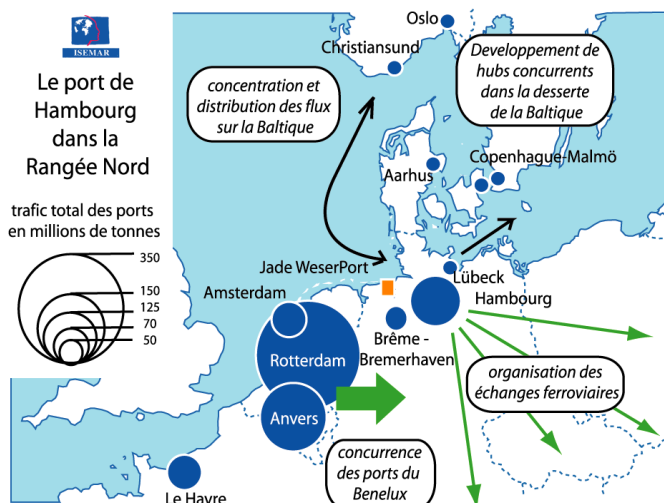 ISEMAR
Le port de
Hambourg
dans la
Rangée Nord
trafic total des ports
en millions de tonnes
350
150
125
70
50
Oslo
Christiansund
concentration et
distribution des flux
sur la Baltique
Developpement de
hubs concurrents
dans la desserte
de la Baltique
Copenhague-Malmö
Aarhus
Jade WeserPort
Lübeck
Amsterdam
Hambourg
Brême -
Bremerhaven
Rotterdam
Anvers
organisation des
échanges ferroviaires
concurrence
des ports du
Benelux
Le Havre